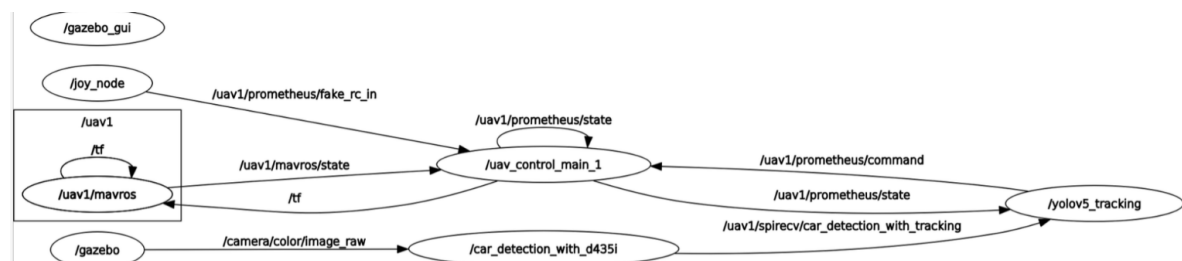 /gazebo_gui
/joy_node
/uav1/prometheus/fake_rc_in
/uav1
/uav1/prometheus/state
/tf
/uav1/mavros/state
/uav_control_main_1
/uav1/prometheus/command
/uav1/mavros
/tf
/uav1/prometheus/state
/yolov5_tracking
/uav1/spirecv/car_detection_with_tracking
/gazebo
/camera/color/image_raw
/car_detection_with_d435i